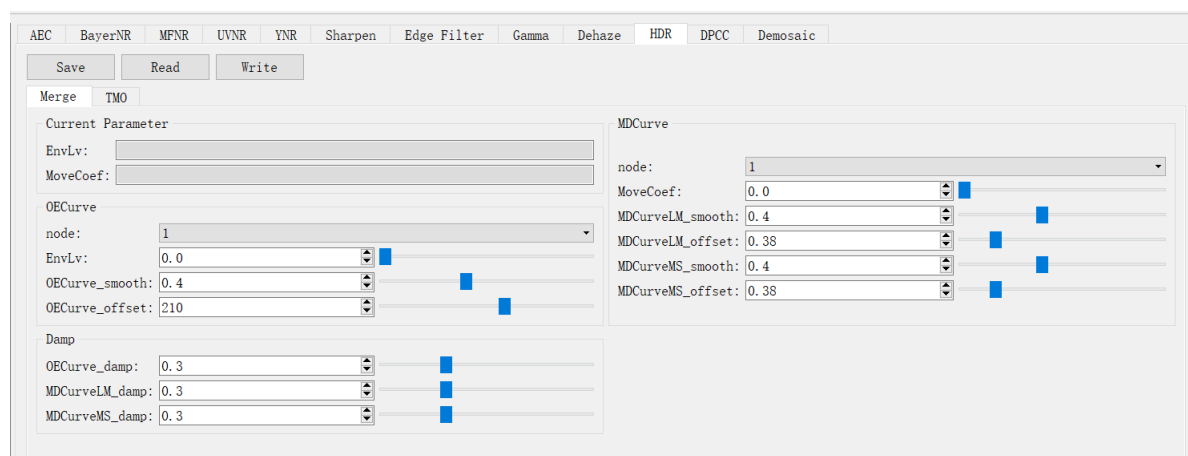 AEC BayerNR MFNR UVNR YNR Sharpen Edge Filter Gamma Dehaze HDR DPCC Demosaic
Save Read Write
Merge TMO
Current Parameter
EnvLv:
MoveCoef:
OECurve
node: 1
EnvLv: 0.0
OECurve_smooth: 0.4
OECurve_offset: 210
Damp
OECurve_damp: 0.3
MDCurveLM_damp: 0.3
MDCurveMS_damp: 0.3
MDCurve
node: 1
MoveCoef: 0.0
MDCurveLM_smooth: 0.4
MDCurveLM_offset: 0.38
MDCurveMS_smooth: 0.4
MDCurveMS_offset: 0.38